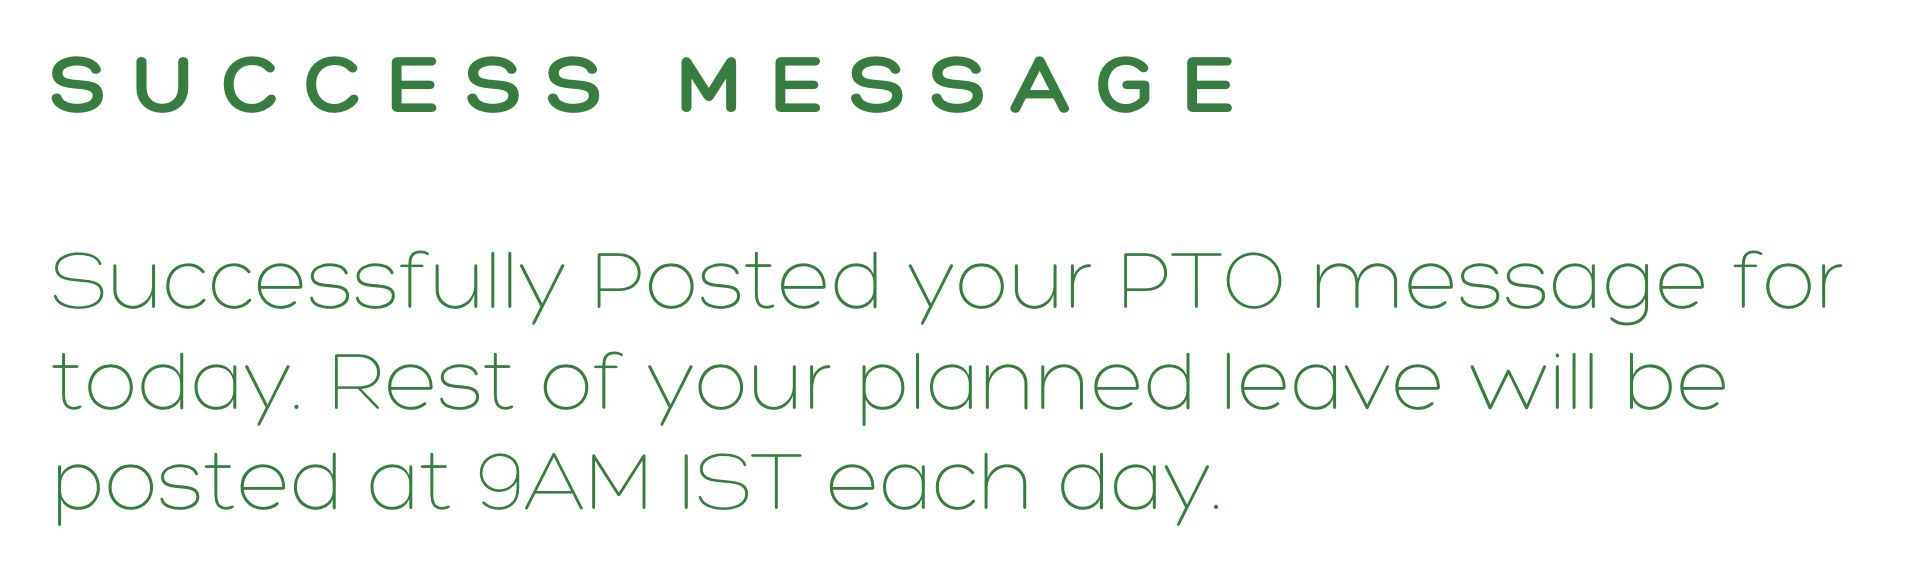 SUCCESS MESSAGE
Successfully Posted your PTO message for
today. Rest of your planned leave will be
posted at 9AM IST each day.